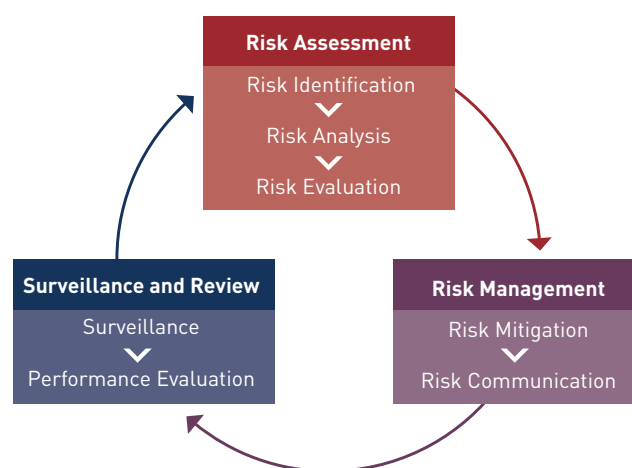 Risk Assessment
Risk Identification
Risk Analysis
Risk Evaluation
Surveillance and Review
Surveillance
Performance Evaluation
Risk Management
Risk Mitigation
Risk Communication